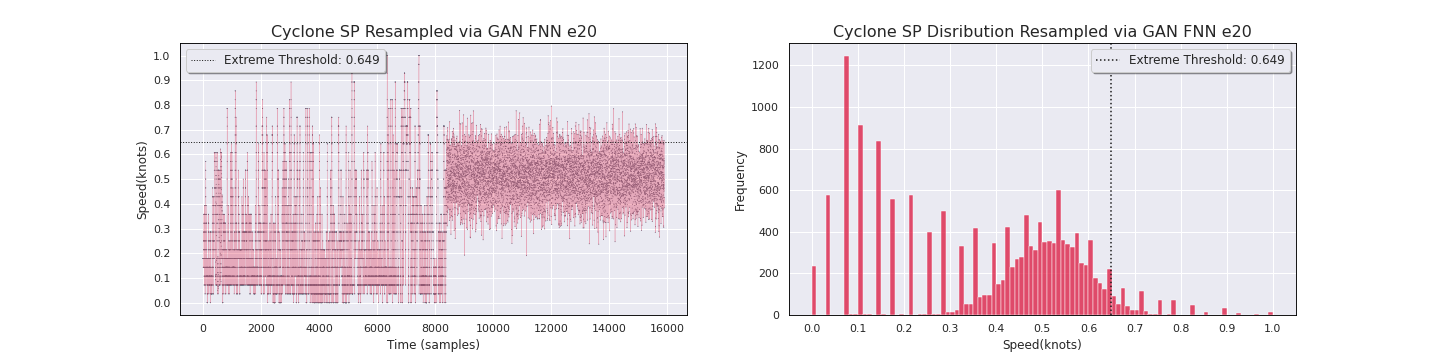 Cyclone SP Resampled via GAN FNN e20
Extreme Threshold: 0.649
1.0
0.9
0.8
0.7
0.6
0.5
0.4
0.3
0.2
0.1
0.0
Speed(knots)
0 2000 4000 6000 8000 10000 12000 14000 16000
Time (samples)
Cyclone SP Disribution Resampled via GAN FNN e20
Extreme Threshold: 0.649
1200
1000
800
600
400
200
0
Frequency
0.0 0.1 0.2 0.3 0.4 0.5 0.6 0.7 0.8 0.9 1.0
Speed(knots)